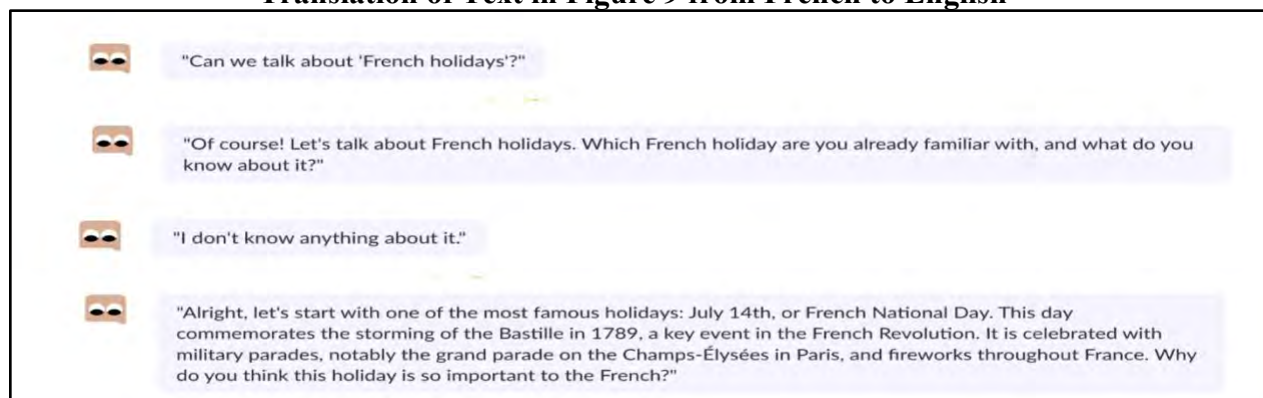 Translation of Text in Figure 9 from French to English
"Can we talk about 'French holidays'?"
"Of course! Let's talk about French holidays. Which French holiday are you already familiar with, and what do you
know about it?"
"I don't know anything about it."
"Alright, let's start with one of the most famous holidays: July 14th, or French National Day. This day
commemorates the storming of the Bastille in 1789, a key event in the French Revolution. It is celebrated with
military parades, notably the grand parade on the Champs-Élysées in Paris, and fireworks throughout France. Why
do you think this holiday is so important to the French?"